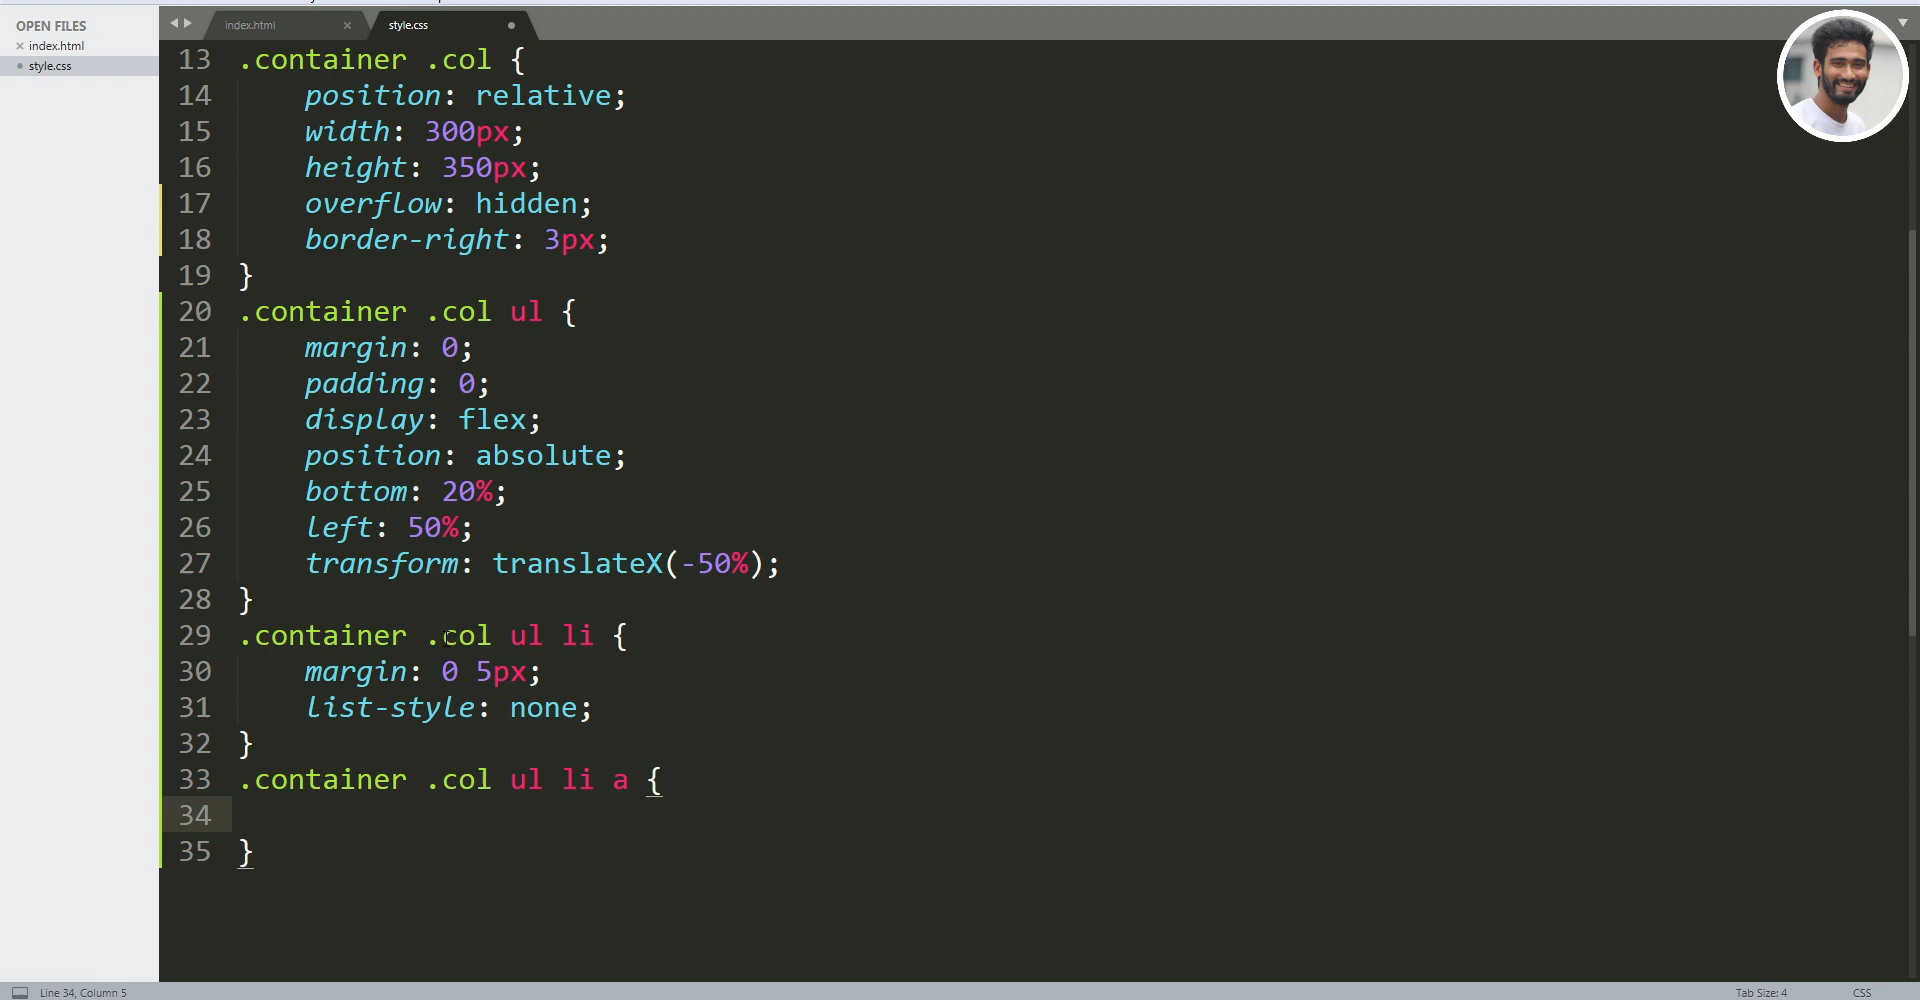 OPEN FILES
index.html
style.css
index.html
style.css
13 .container .col {
14 position: relative;
15 width: 300px;
16 height: 350px;
17 overflow: hidden;
18 border-right: 3px;
19 }
20 .container .col ul {
21 margin: 0;
22 padding: 0;
23 display: flex;
24 position: absolute;
25 bottom: 20%;
26 left: 50%;
27 transform: translateX(-50%);
28 }
29 .container .col ul li {
30 margin: 0 5px;
31 list-style: none;
32 }
33 .container .col ul li a {
34
35 }
Line 34, Column 5
Tab Size: 4
CSS